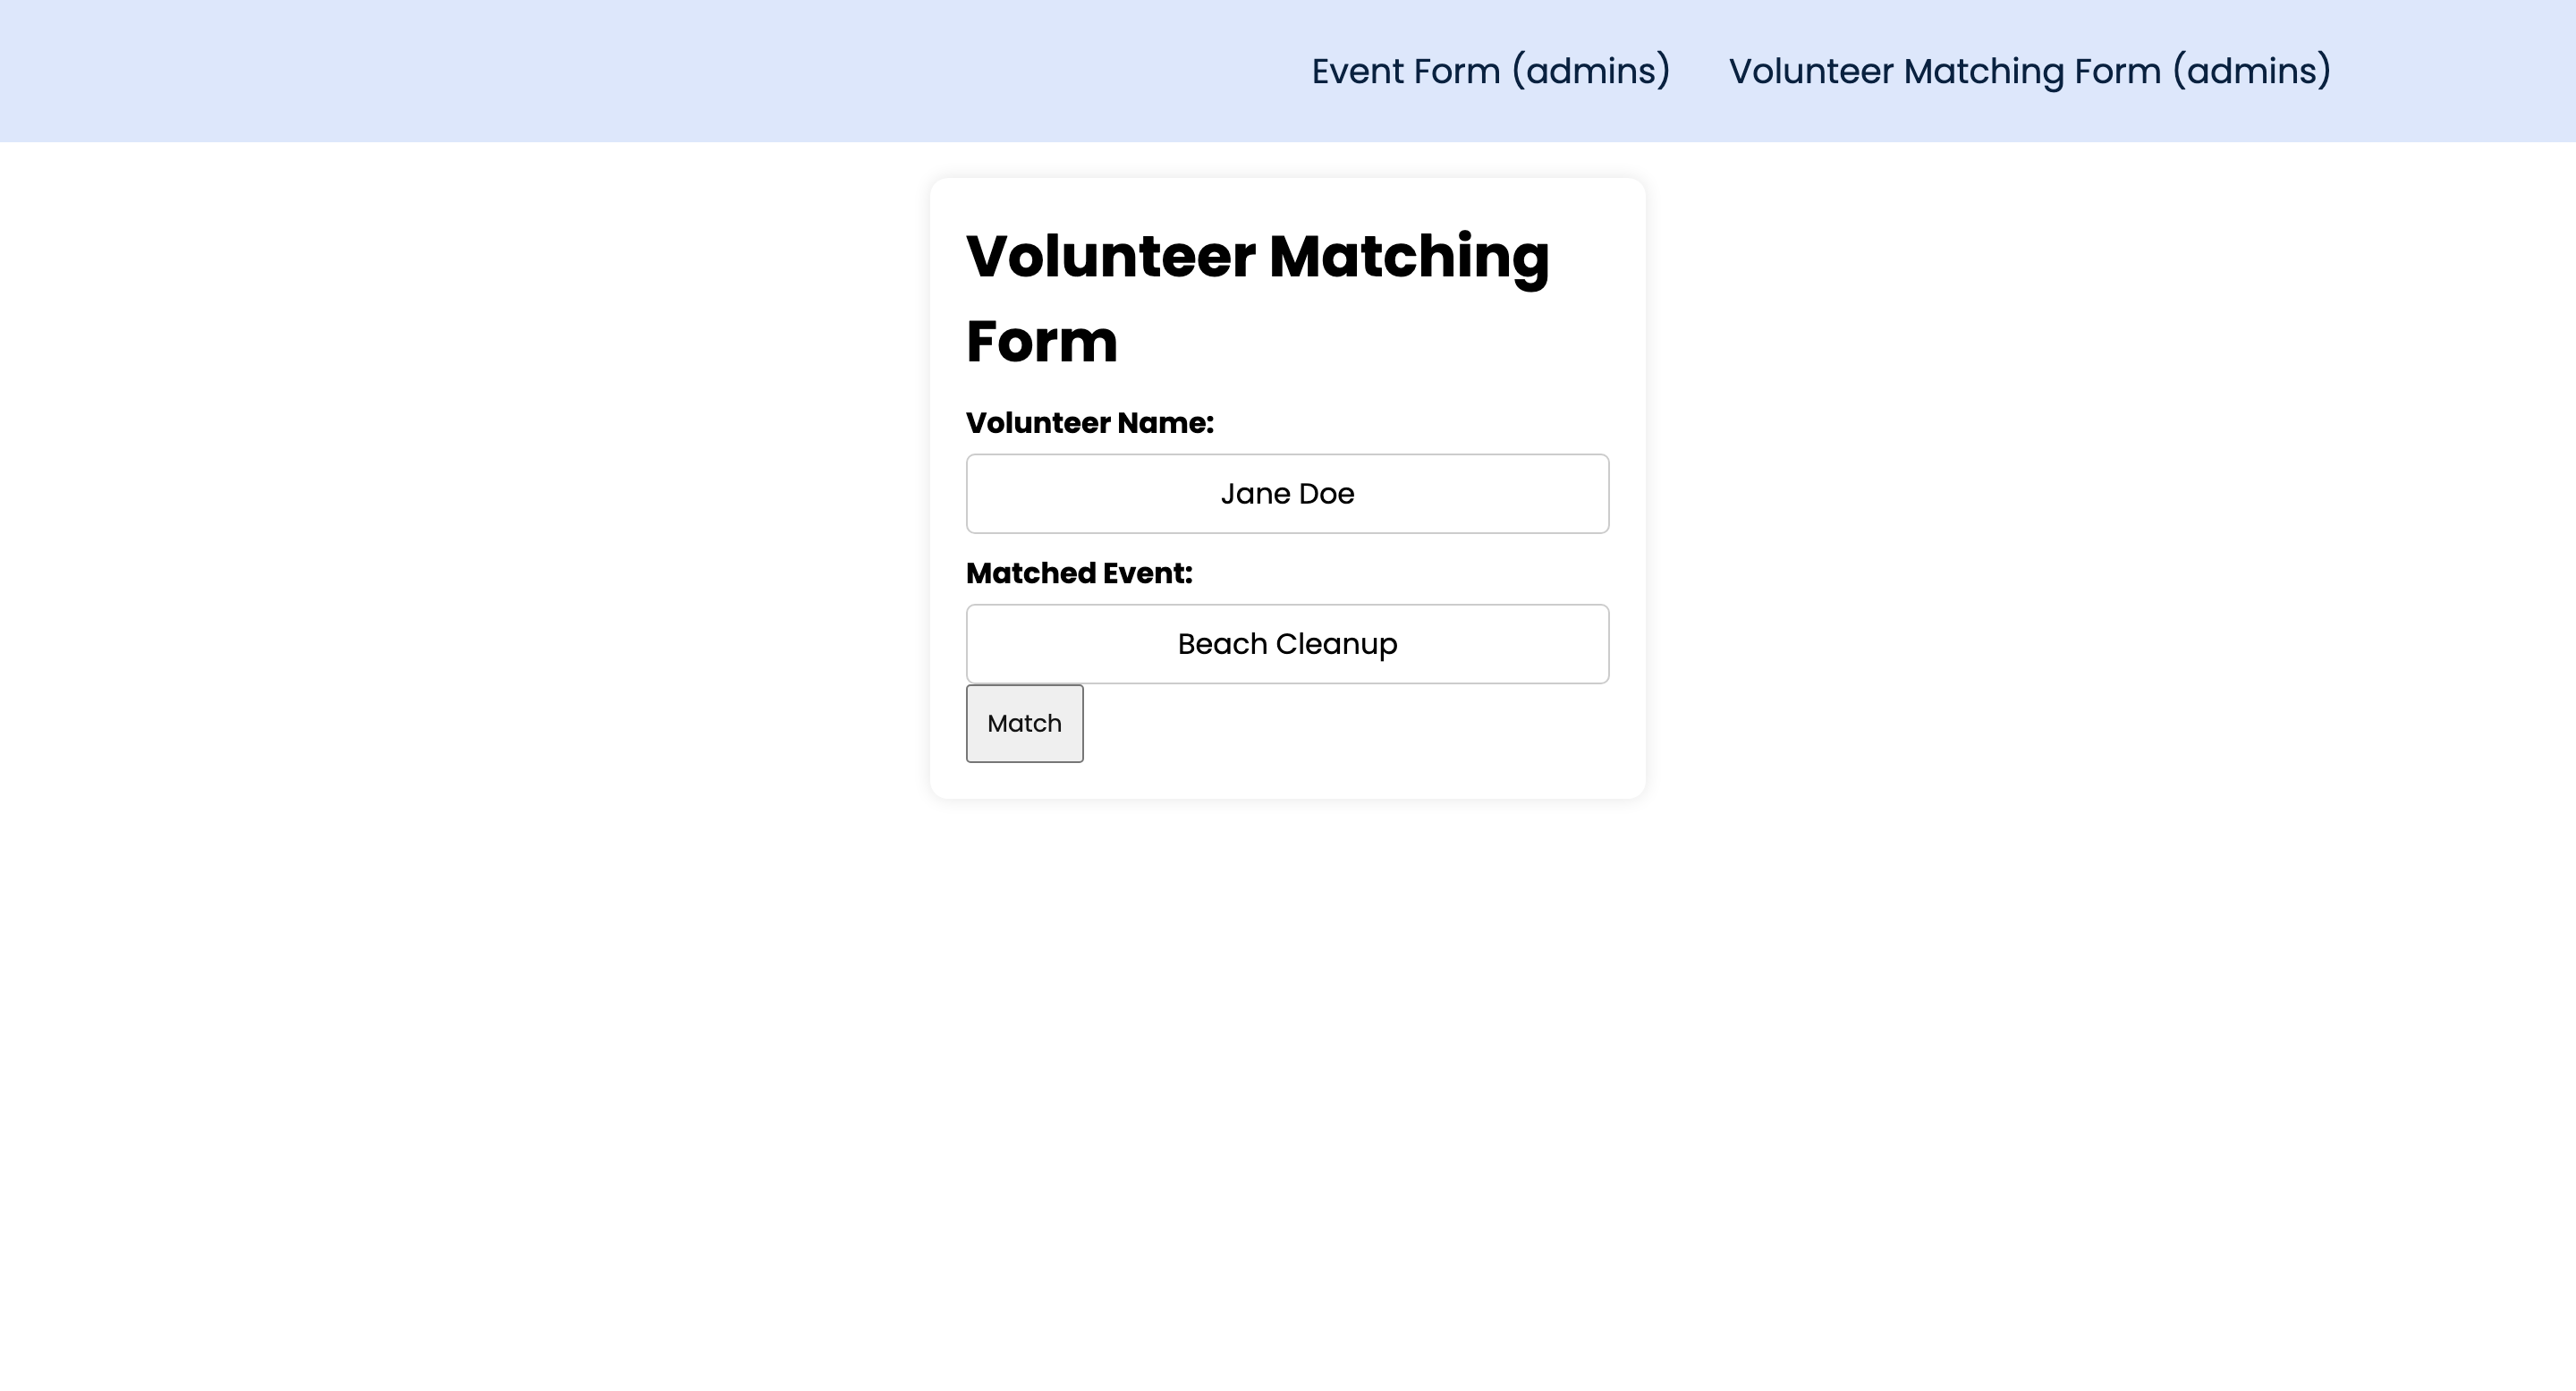 Event Form (admins) Volunteer Matching Form (admins)
Volunteer Matching
Form
Volunteer Name:
Jane Doe
Matched Event:
Beach Cleanup
Match